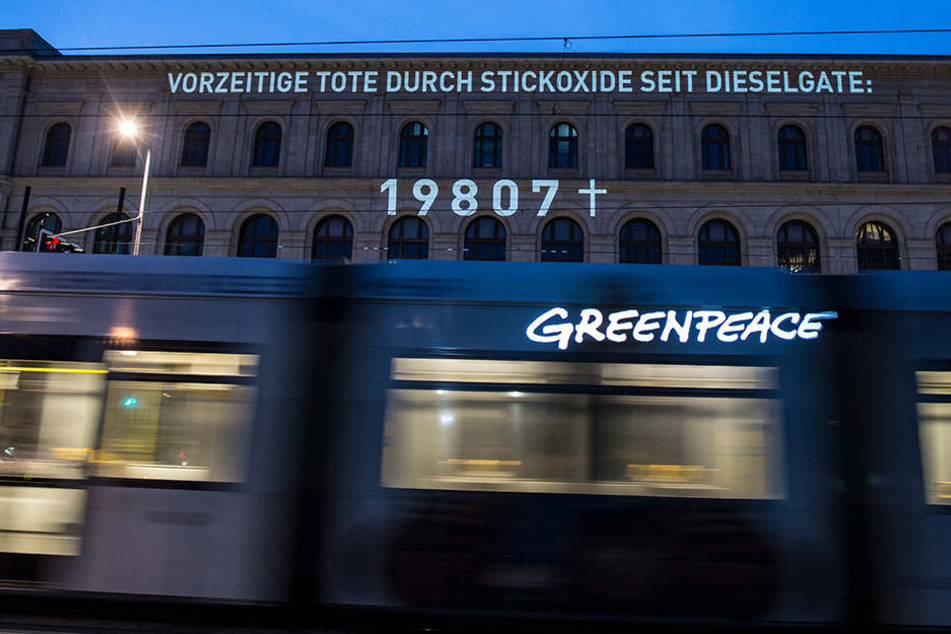 VORZEITIGE TOTE DURCH STICKOXIDE SEIT DIESELGATE:
19807†
GREENPEACE